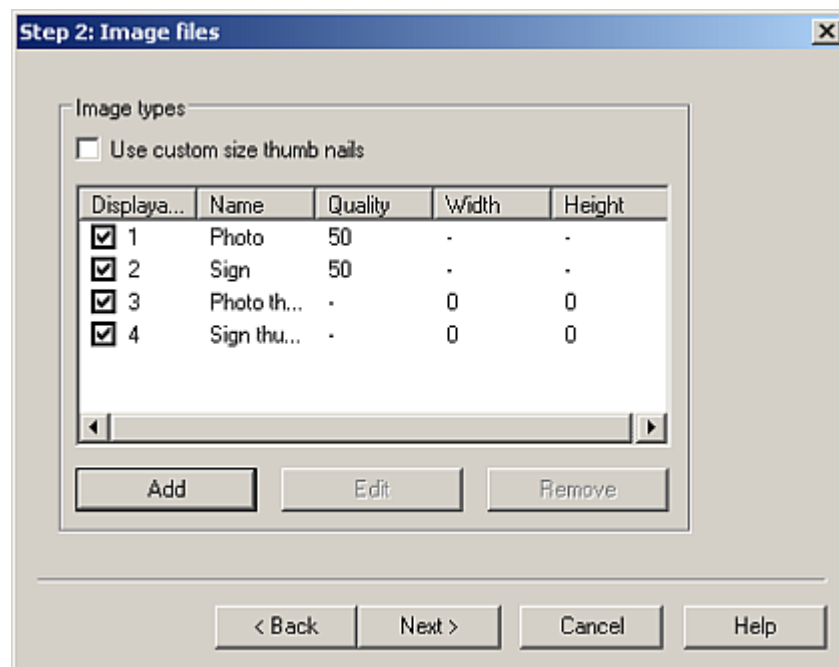 Step 2: Image files
Image types
Use custom size thumb nails
Displaya... Name Quality Width Height
1 Photo 50 - -
2 Sign 50 - -
3 Photo th... - 0 0
4 Sign thu... - 0 0
Add Edit Remove
< Back Next > Cancel Help